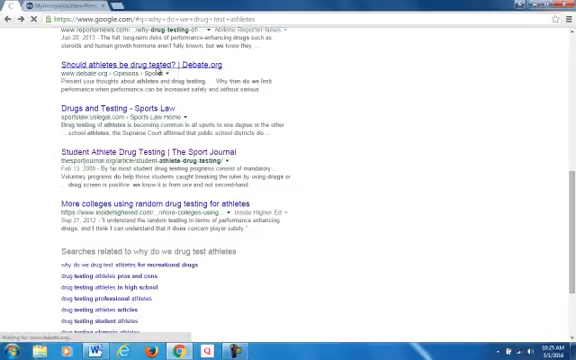 https://www.google.com/#q=why+do+we+drug+test+athletes
www.reporternews.com/...why-drug-testing-of- Abilene Reporter-News
Jan 20, 2013 - The full, long-term risks of performance-enhancing drugs such as
steroids and human growth hormone aren't fully known, but we know they ...
Should athletes be drug tested? | Debate.org
www.debate.org › Opinions › Sports
Present your thoughts about athletes and drug testing. Why then do we limit
performance when performance can be increased safely and without serious
Drugs and Testing - Sports Law
sportslaw.uslegal.com › Sports Law Home
Drug testing of athletes is becoming common in all sports to one degree or the other
... school athletes, the Supreme Court affirmed that public school districts do ...
Student Athlete Drug Testing | The Sport Journal
thesportjournal.org/article/student-athlete-drug-testing/
Feb 13, 2006 - By far most student drug testing programs consist of mandatory...
Voluntary programs do help those students caught breaking the rules by using drugs or
... drug screen is positive, we know it is from use and not second-hand
More colleges using random drug testing for athletes
https://www.insidehighered.com/.../more-colleges-using... Inside Higher Ed
Sep 27, 2012 - "I understand the random testing in terms of performance enhancing
drugs, and I think I can understand that it does concern player safety."
Searches related to why do we drug test athletes
why do we drug test athletes for recreational drugs
drug testing athletes pros and cons
drug testing athletes in high school
drug testing professional athletes
drug testing athletes articles
drug testing student athletes
drug testing olympic athletes
Waiting for www.debate.org...
10:25 AM
1/1/2014